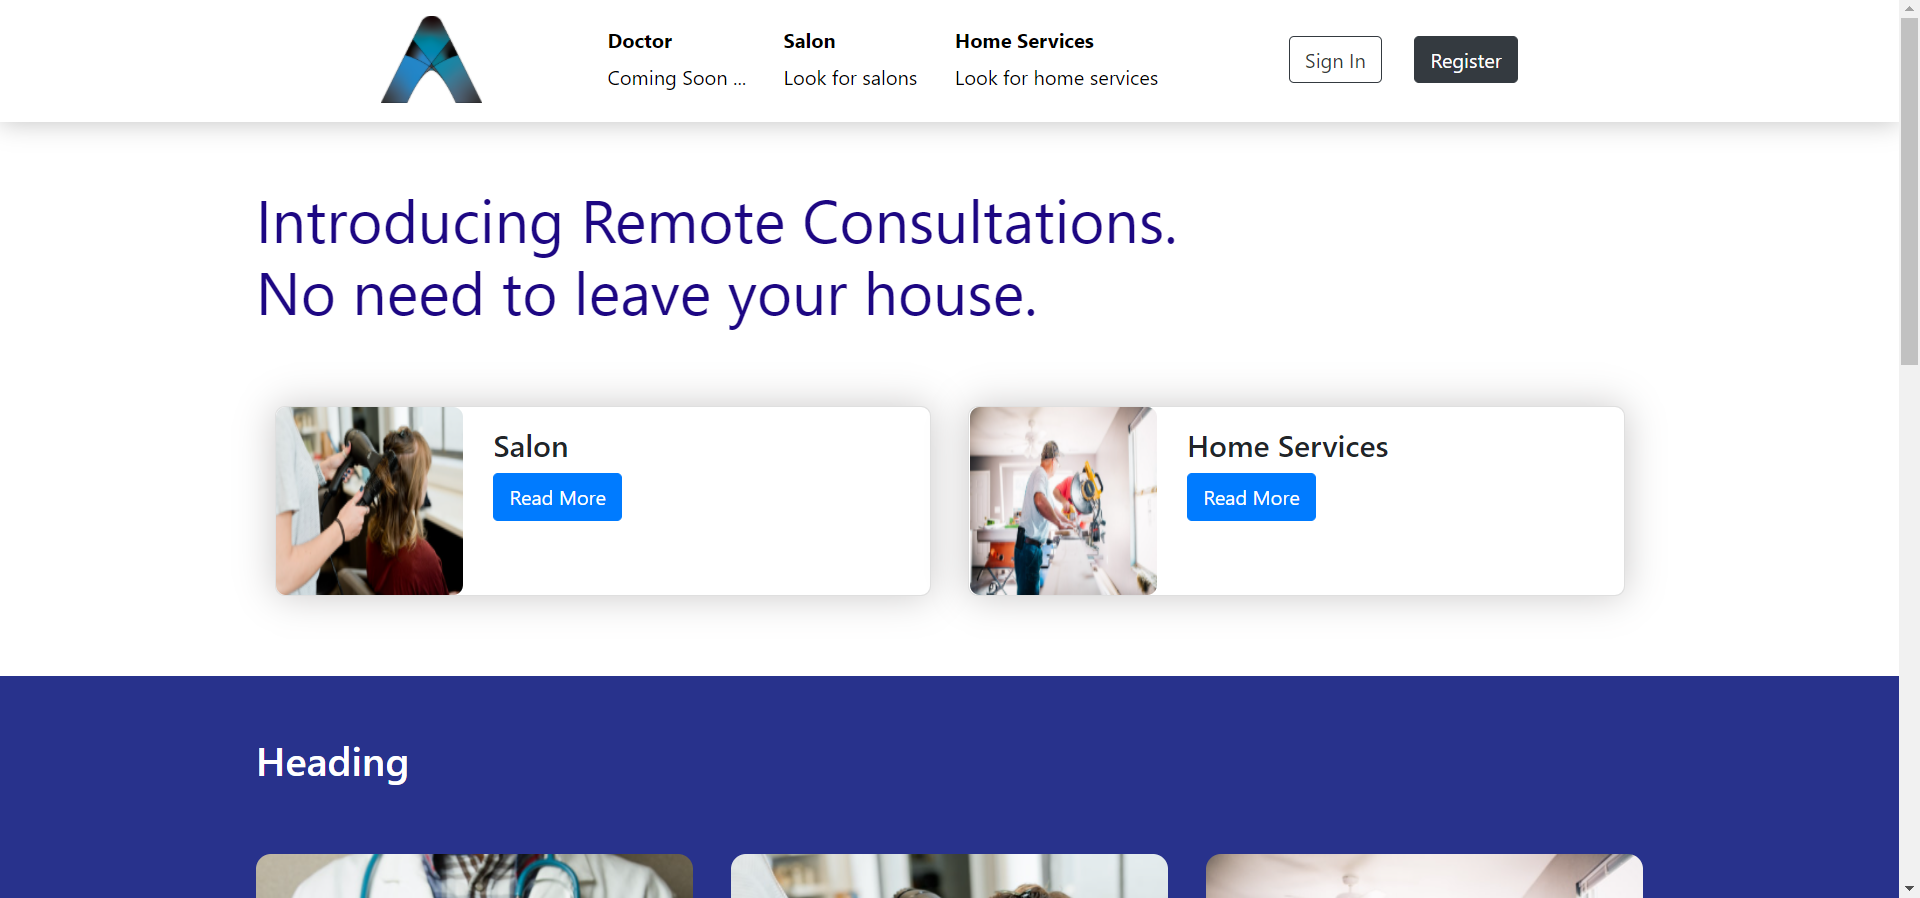 Doctor
Coming Soon ...
Salon
Look for salons
Home Services
Look for home services
Sign In
Register
Introducing Remote Consultations.
No need to leave your house.
Salon
Read More
Home Services
Read More
Heading